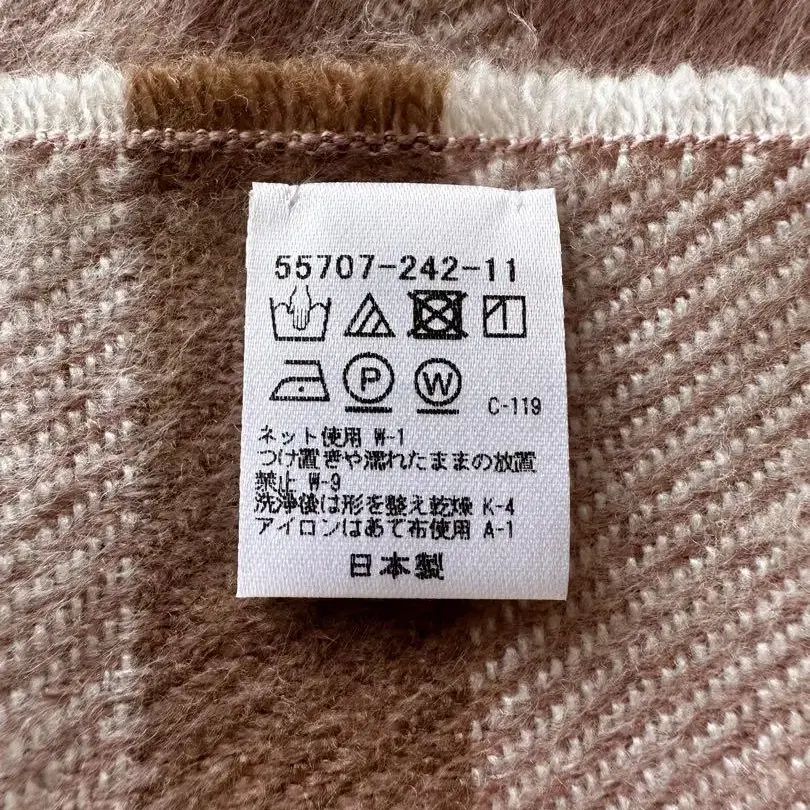 55707-242-11
P W C-119
ネット使用 W-1
つけ置きや濡れたままの放置
禁止 W-9
洗浄後は形を整え乾燥 K-4
アイロンはあて布使用 A-1
日本製